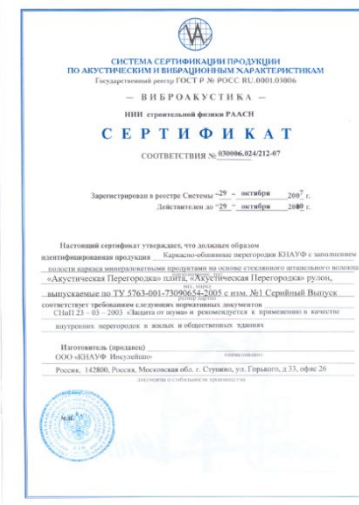 СИСТЕМА СЕРТИФИКАЦИИ ПРОДУКЦИИ
ПО АКУСТИЧЕСКИМ И ВИБРАЦИОННЫМ ХАРАКТЕРИСТИКАМ
Государственный реестр ГОСТ Р № РОСС RU.0001.03006
— ВИБРОАКУСТИКА —
НИИ строительной физики РААСН
СЕРТИФИКАТ
СООТВЕТСТВИЯ № 030006.024/212-07
Зарегистрирован в реестре Системы "29 - октября 2007 г.
Действителен до "29" октября г.
Настоящий сертификат утверждает, что должным образом
идентифицированная продукция Каркасно-обшивные перегородки КНАУФ с заполнением
полости каркаса минераловатными продуктами на основе стеклянного штапельного волокна
«Акустическая Перегородка» плита, «Акустическая Перегородка» рулон,
выпускаемые по ТУ 5763-001-73090654-2005 с изм. №1 Серийный Выпуск
соответствует требованиям следующих нормативных документов
СНиП 23 – 03 – 2003 «Защита от шума» и рекомендуется к применению в качестве
внутренних перегородок в жилых и общественных зданиях
Изготовитель (продавец)
ООО «КНАУФ Инсулейшн»
Россия, 142800, Россия, Московская обл. г. Ступино, ул. Горького, д 33, офис 26
документы о стабильности производства